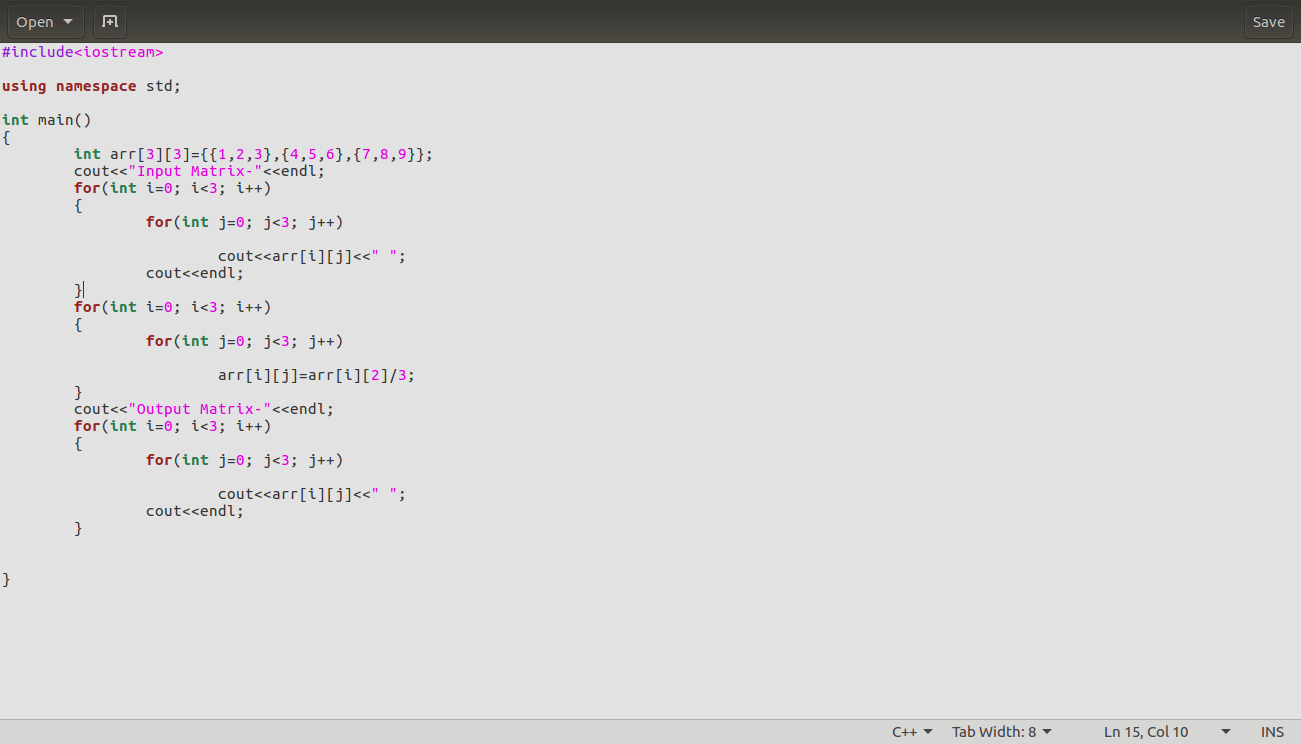 Open
Save
#include<iostream>
using namespace std;
int main()
{
int arr[3][3]={{1,2,3},{4,5,6},{7,8,9}};
cout<<"Input Matrix-"<<endl;
for(int i=0; i<3; i++)
{
for(int j=0; j<3; j++)
cout<<arr[i][j]<<" ";
cout<<endl;
}
for(int i=0; i<3; i++)
{
for(int j=0; j<3; j++)
arr[i][j]=arr[i][2]/3;
}
cout<<"Output Matrix-"<<endl;
for(int i=0; i<3; i++)
{
for(int j=0; j<3; j++)
cout<<arr[i][j]<<" ";
cout<<endl;
}
}
C++ Tab Width: 8 Ln 15, Col 10 INS